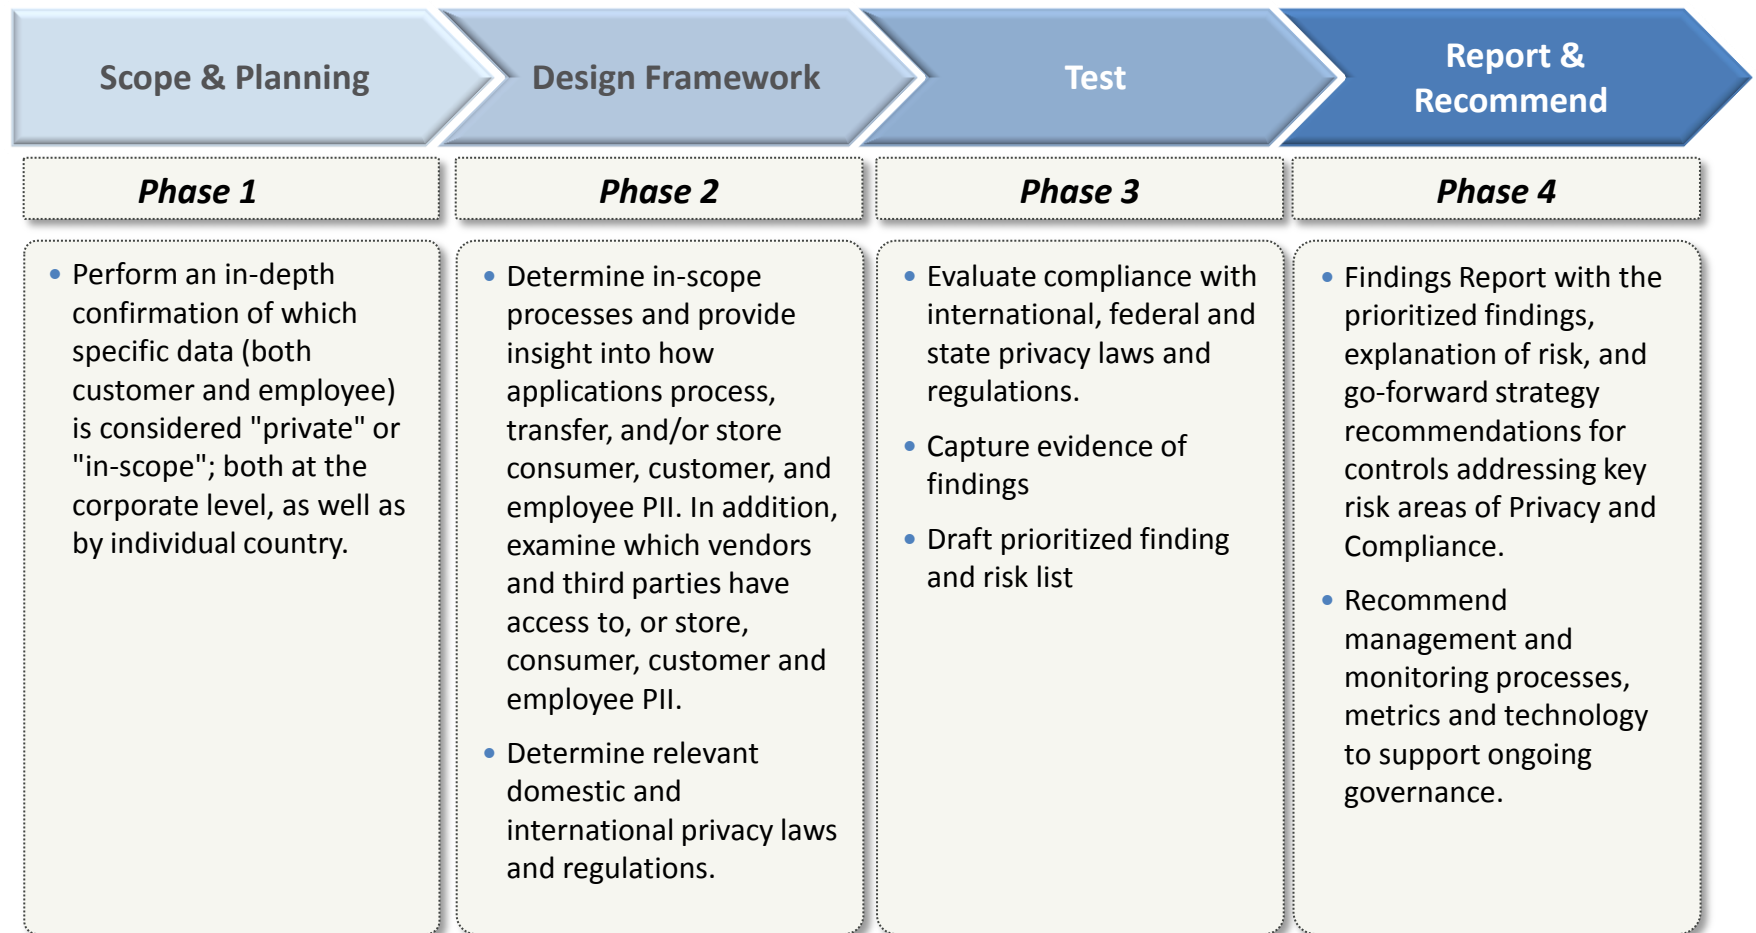 Scope & Planning
Design Framework
Test
Report &
Recommend
Phase 1
Phase 2
Phase 3
Phase 4
• Perform an in-depth
confirmation of which
specific data (both
customer and employee)
is considered "private" or
"in-scope"; both at the
corporate level, as well as
by individual country.
• Determine in-scope
processes and provide
insight into how
applications process,
transfer, and/or store
consumer, customer, and
employee PII. In addition,
examine which vendors
and third parties have
access to, or store,
consumer, customer and
employee PII.
• Determine relevant
domestic and
international privacy laws
and regulations.
• Evaluate compliance with
international, federal and
state privacy laws and
regulations.
• Capture evidence of
findings
• Draft prioritized finding
and risk list
• Findings Report with the
prioritized findings,
explanation of risk, and
go-forward strategy
recommendations for
controls addressing key
risk areas of Privacy and
Compliance.
• Recommend
management and
monitoring processes,
metrics and technology
to support ongoing
governance.